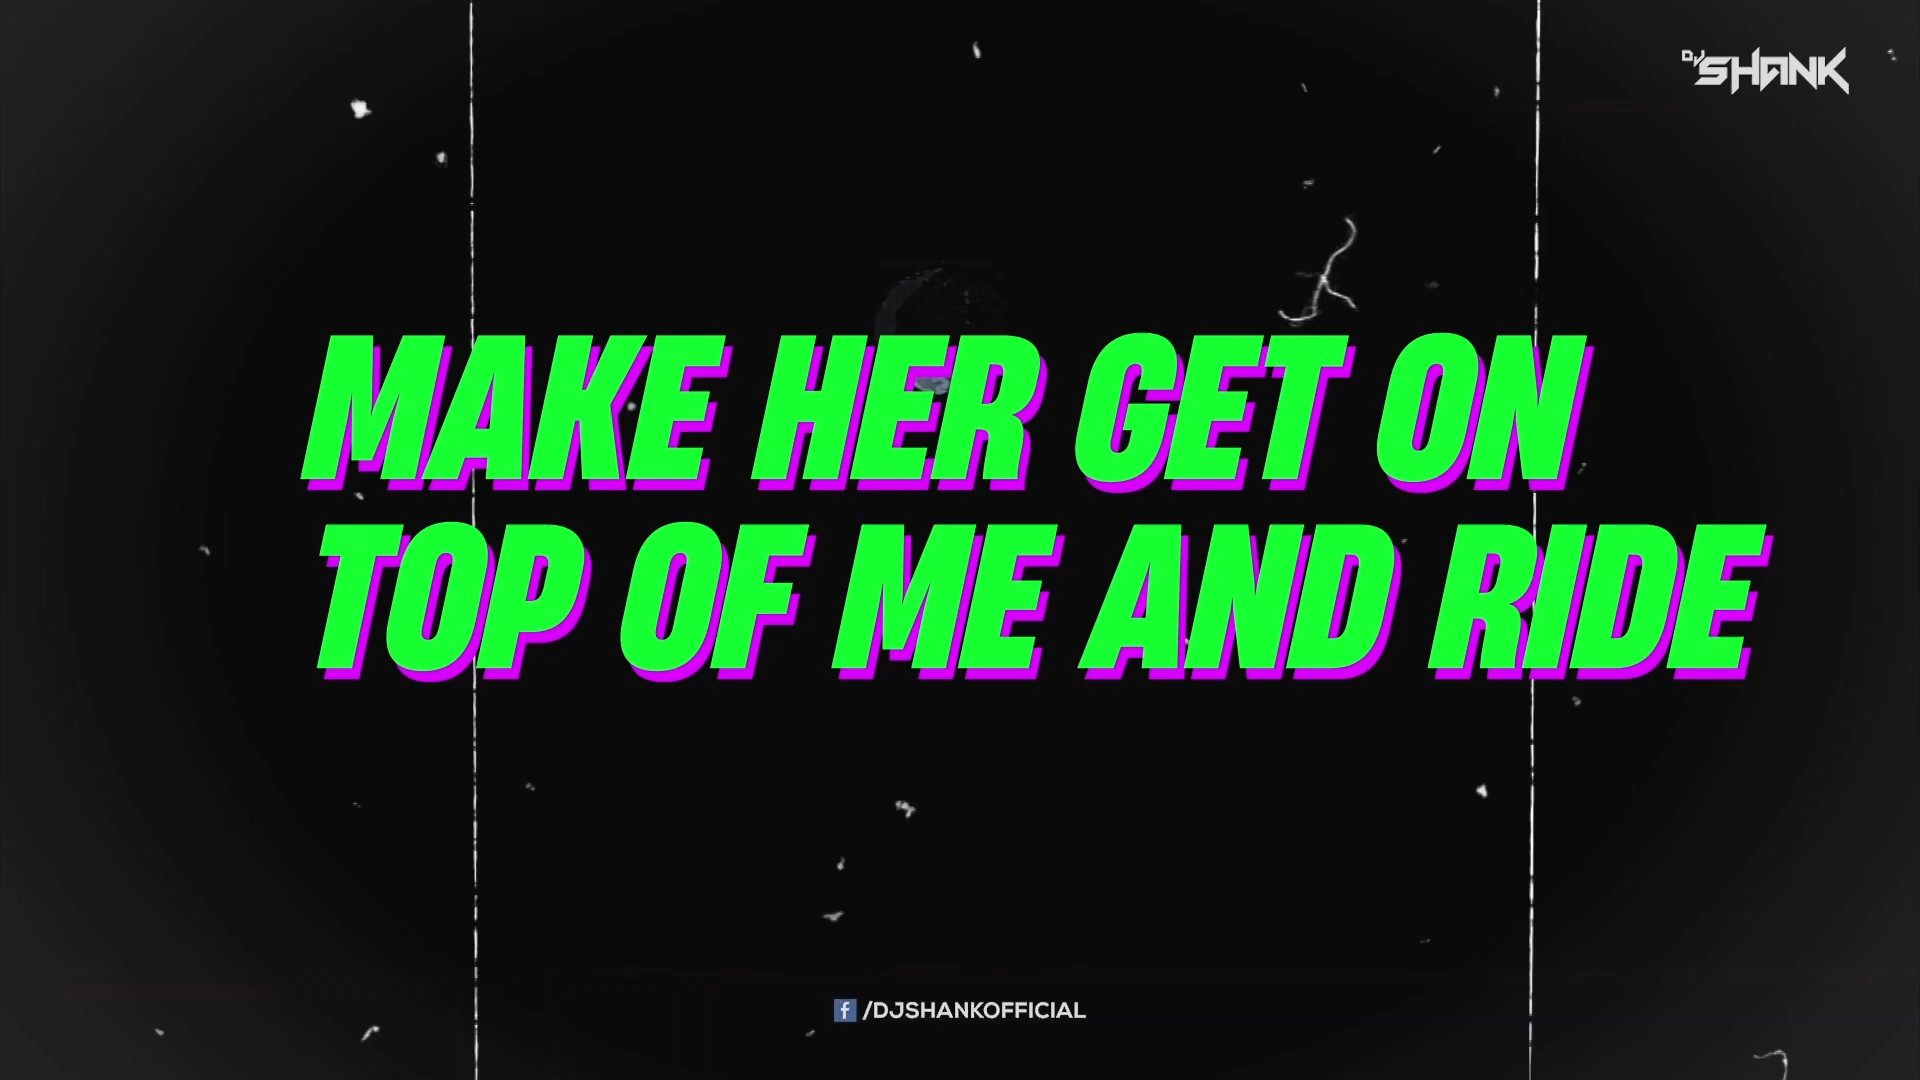 DJ SHANK
MAKE HER GET ON
TOP OF ME AND RIDE
f /DJSHANKOFFICIAL